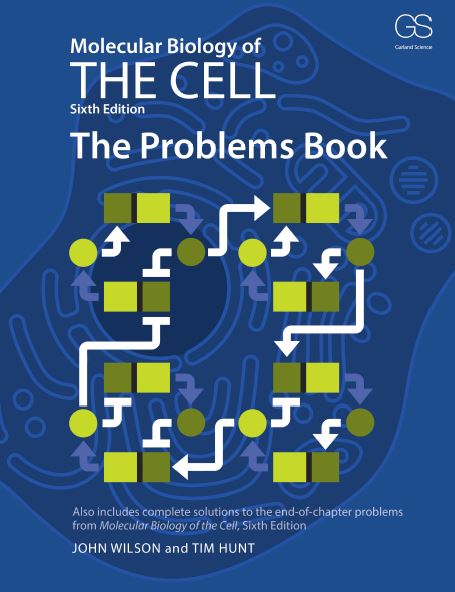 GS
Garland Science
Molecular Biology of
THE CELL
Sixth Edition
The Problems Book
Also includes complete solutions to the end-of-chapter problems
from Molecular Biology of the Cell, Sixth Edition
JOHN WILSON and TIM HUNT